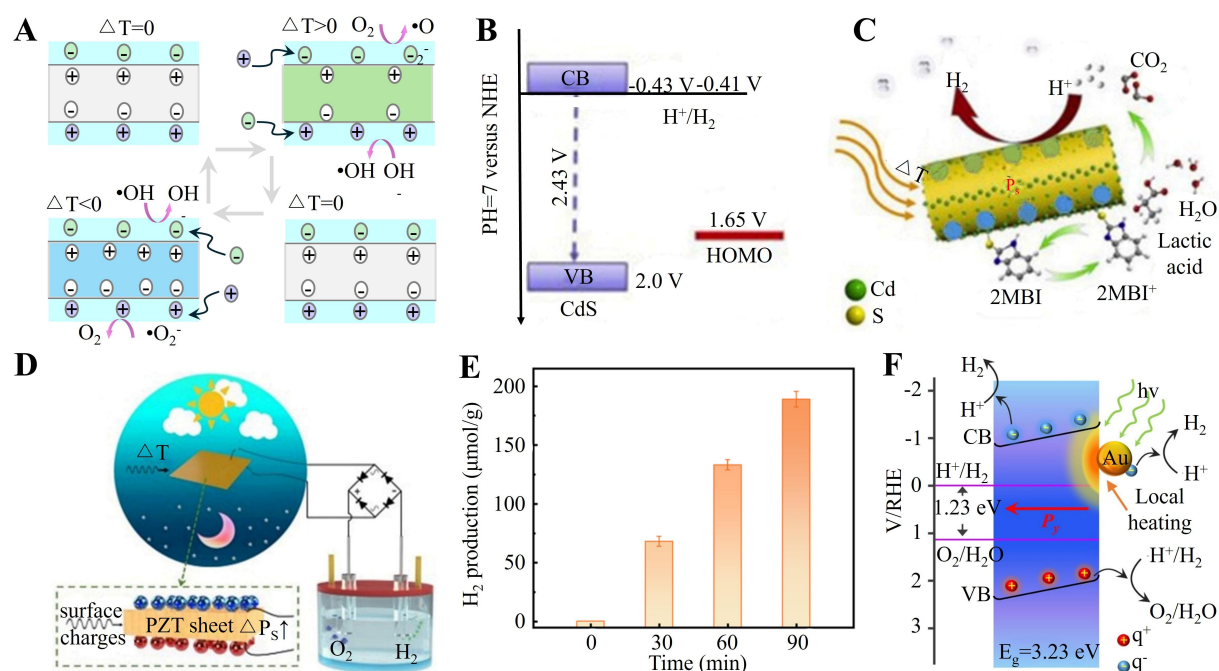 A
△T=0
△T>0
O₂
•O₂⁻
•OH
OH⁻
△T<0
•OH
OH⁻
△T=0
O₂
•O₂⁻
B
PH=7 versus NHE
CB
-0.43 V
-0.41 V
H⁺/H₂
2.43 V
1.65 V
HOMO
VB
2.0 V
CdS
C
H₂
H⁺
CO₂
△T
Pₛ
H₂O
Lactic
acid
2MBI
2MBI⁺
Cd
S
D
△T
surface
charges
PZT sheet △Pₛ↑
O₂
H₂
E
H₂ production (μmol/g)
200
150
100
50
0
0
30
60
90
Time (min)
F
V/RHE
-2
-1
0
1
2
3
H₂
H⁺
CB
hν
Au
H₂
H⁺
H⁺/H₂
1.23 eV
Local
heating
O₂/H₂O
H⁺/H₂
VB
O₂/H₂O
E_g=3.23 eV
q⁺
q⁻